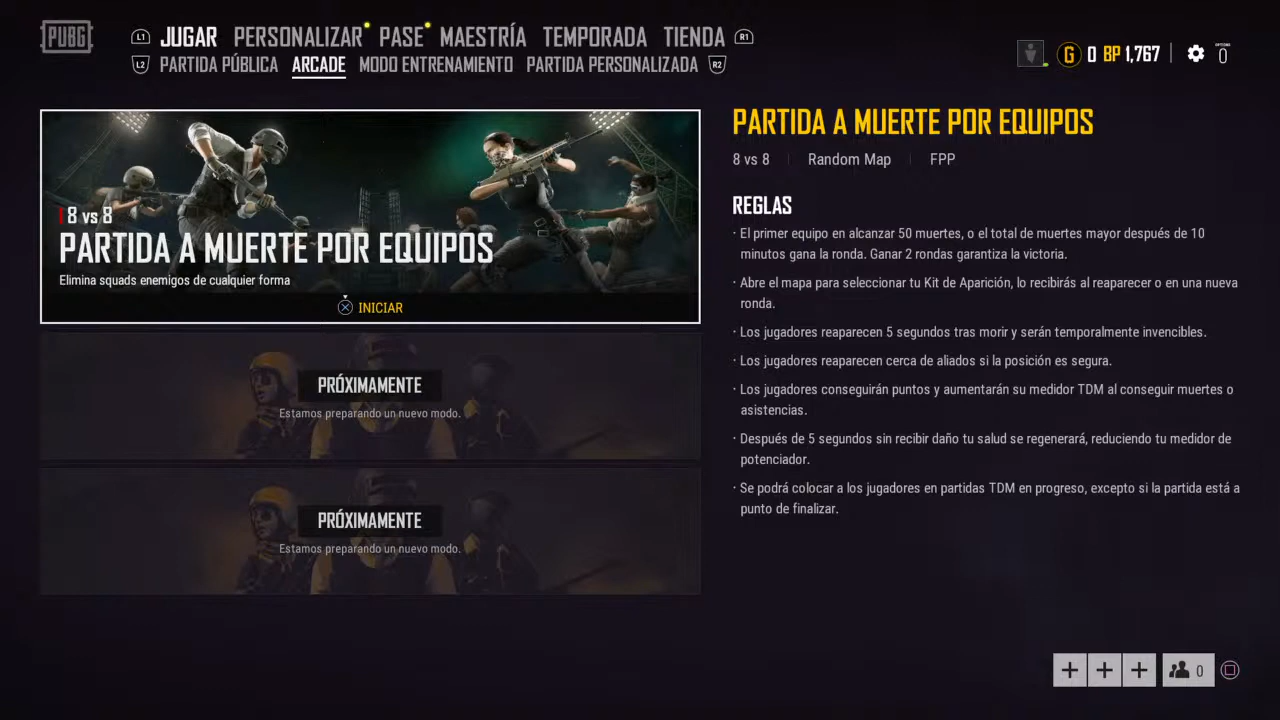 PUBG
L1 JUGAR PERSONALIZAR PASE MAESTRÍA TEMPORADA TIENDA R1
L2 PARTIDA PÚBLICA ARCADE MODO ENTRENAMIENTO PARTIDA PERSONALIZADA R2
G 0 BP 1,767
OPTIONS
8 vs 8
PARTIDA A MUERTE POR EQUIPOS
Elimina squads enemigos de cualquier forma
INICIAR
PRÓXIMAMENTE
Estamos preparando un nuevo modo.
PRÓXIMAMENTE
Estamos preparando un nuevo modo.
PARTIDA A MUERTE POR EQUIPOS
8 vs 8 | Random Map | FPP
REGLAS
· El primer equipo en alcanzar 50 muertes, o el total de muertes mayor después de 10
minutos gana la ronda. Ganar 2 rondas garantiza la victoria.
· Abre el mapa para seleccionar tu Kit de Aparición, lo recibirás al reaparecer o en una nueva
ronda.
· Los jugadores reaparecen 5 segundos tras morir y serán temporalmente invencibles.
· Los jugadores reaparecen cerca de aliados si la posición es segura.
· Los jugadores conseguirán puntos y aumentarán su medidor TDM al conseguir muertes o
asistencias.
· Después de 5 segundos sin recibir daño tu salud se regenerará, reduciendo tu medidor de
potenciador.
· Se podrá colocar a los jugadores en partidas TDM en progreso, excepto si la partida está a
punto de finalizar.
+ + + 0